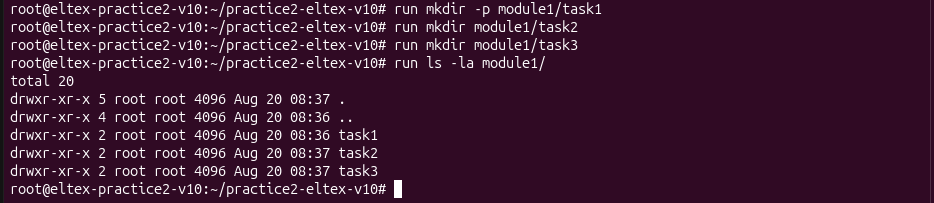 root@eltex-practice2-v10:~/practice2-eltex-v10# run mkdir -p module1/task1
root@eltex-practice2-v10:~/practice2-eltex-v10# run mkdir module1/task2
root@eltex-practice2-v10:~/practice2-eltex-v10# run mkdir module1/task3
root@eltex-practice2-v10:~/practice2-eltex-v10# run ls -la module1/
total 20
drwxr-xr-x 5 root root 4096 Aug 20 08:37 .
drwxr-xr-x 4 root root 4096 Aug 20 08:36 ..
drwxr-xr-x 2 root root 4096 Aug 20 08:36 task1
drwxr-xr-x 2 root root 4096 Aug 20 08:37 task2
drwxr-xr-x 2 root root 4096 Aug 20 08:37 task3
root@eltex-practice2-v10:~/practice2-eltex-v10#